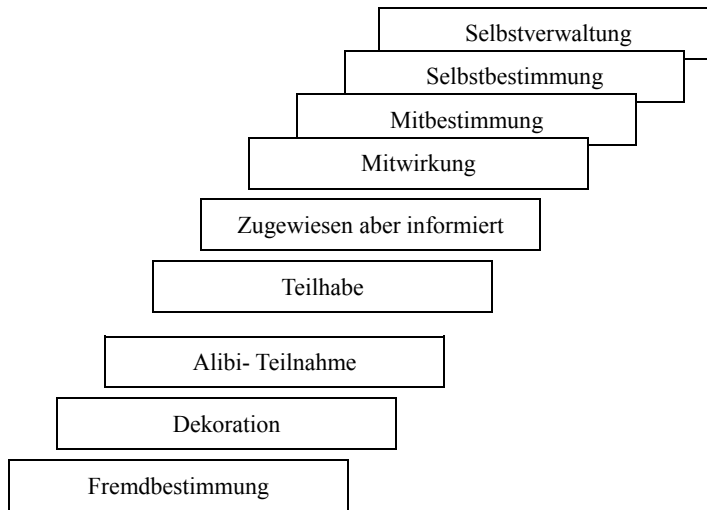 Selbstverwaltung
Selbstbestimmung
Mitbestimmung
Mitwirkung
Zugewiesen aber informiert
Teilhabe
Alibi- Teilnahme
Dekoration
Fremdbestimmung